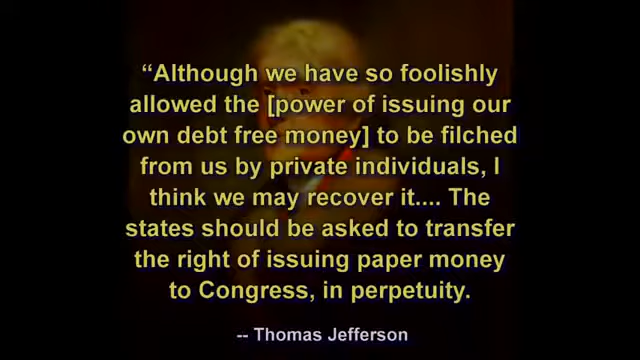 “Although we have so foolishly
allowed the [power of issuing our
own debt free money] to be filched
from us by private individuals, I
think we may recover it.... The
states should be asked to transfer
the right of issuing paper money
to Congress, in perpetuity.
-- Thomas Jefferson